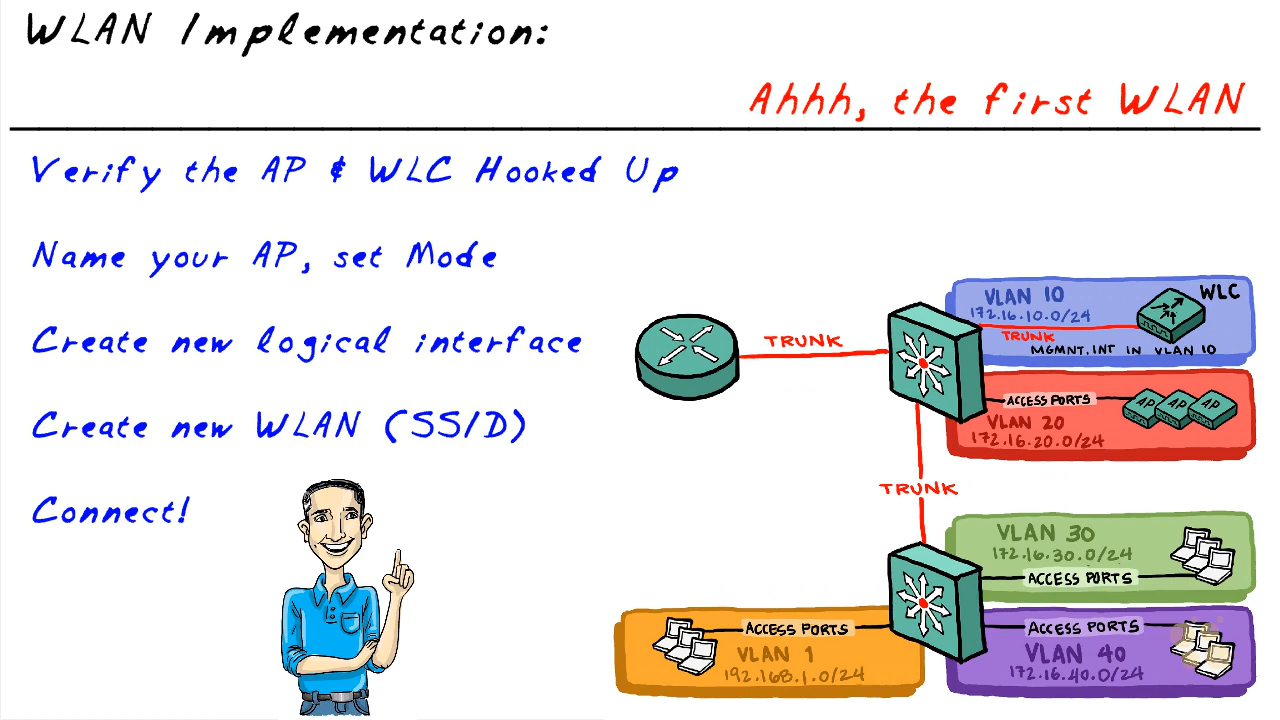 WLAN Implementation:
Ahhh, the first WLAN
Verify the AP & WLC Hooked Up
Name your AP, set Mode
Create new logical interface
Create new WLAN (SSID)
Connect!
TRUNK
VLAN 10
172.16.10.0/24
WLC
TRUNK
MGMNT. INT IN VLAN 10
ACCESS PORTS
AP AP AP
VLAN 20
172.16.20.0/24
TRUNK
VLAN 30
172.16.30.0/24
ACCESS PORTS
ACCESS PORTS
VLAN 1
192.168.1.0/24
ACCESS PORTS
VLAN 40
172.16.40.0/24